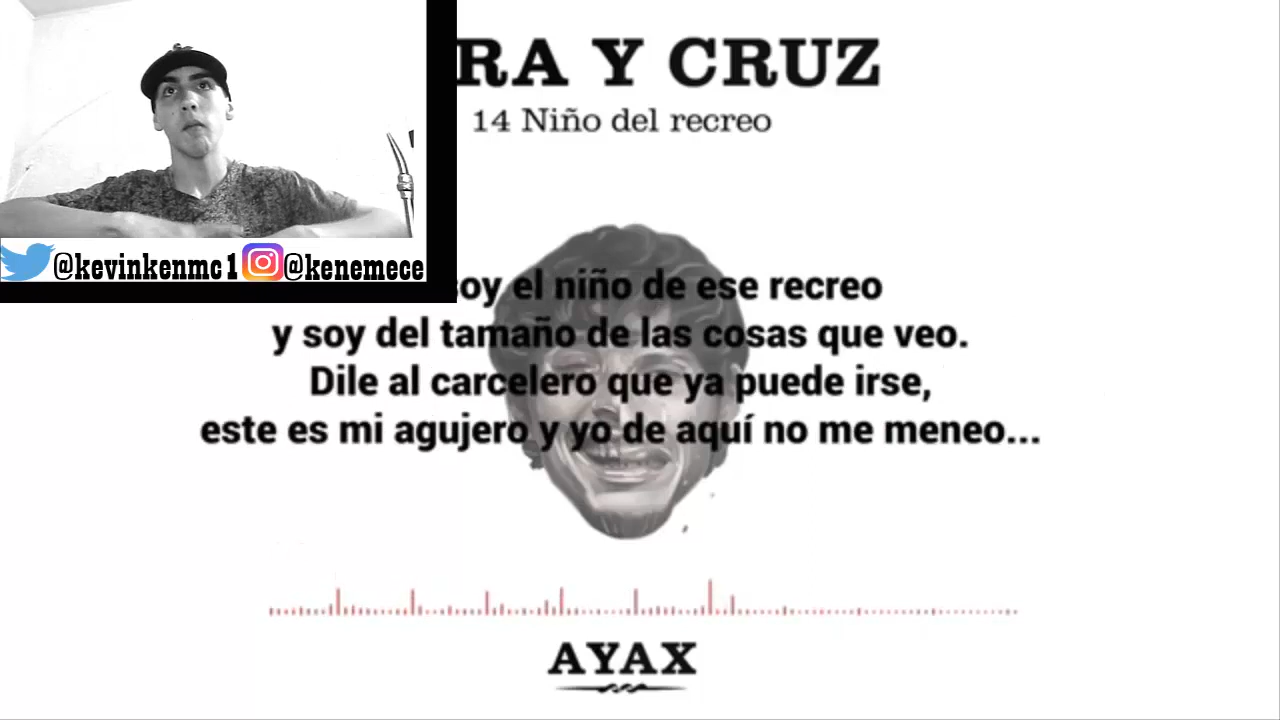 RA Y CRUZ
14 Niño del recreo
@kevinkenmc1 @kenemece
soy el niño de ese recreo
y soy del tamaño de las cosas que veo.
Dile al carcelero que ya puede irse,
este es mi agujero y yo de aquí no me meneo...
AYAX